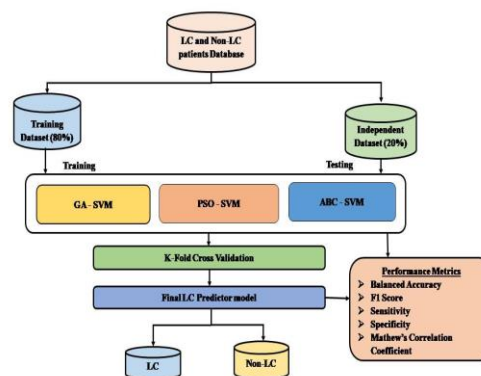 LC and Non-LC
patients Database
Training
Dataset (80%)
Independent
Dataset (20%)
Training
Testing
GA - SVM
PSO - SVM
ABC - SVM
K-Fold Cross Validation
Final LC Predictor model
Performance Metrics
➢ Balanced Accuracy
➢ F1 Score
➢ Sensitivity
➢ Specificity
➢ Mathew's Correlation
Coefficient
LC
Non-LC